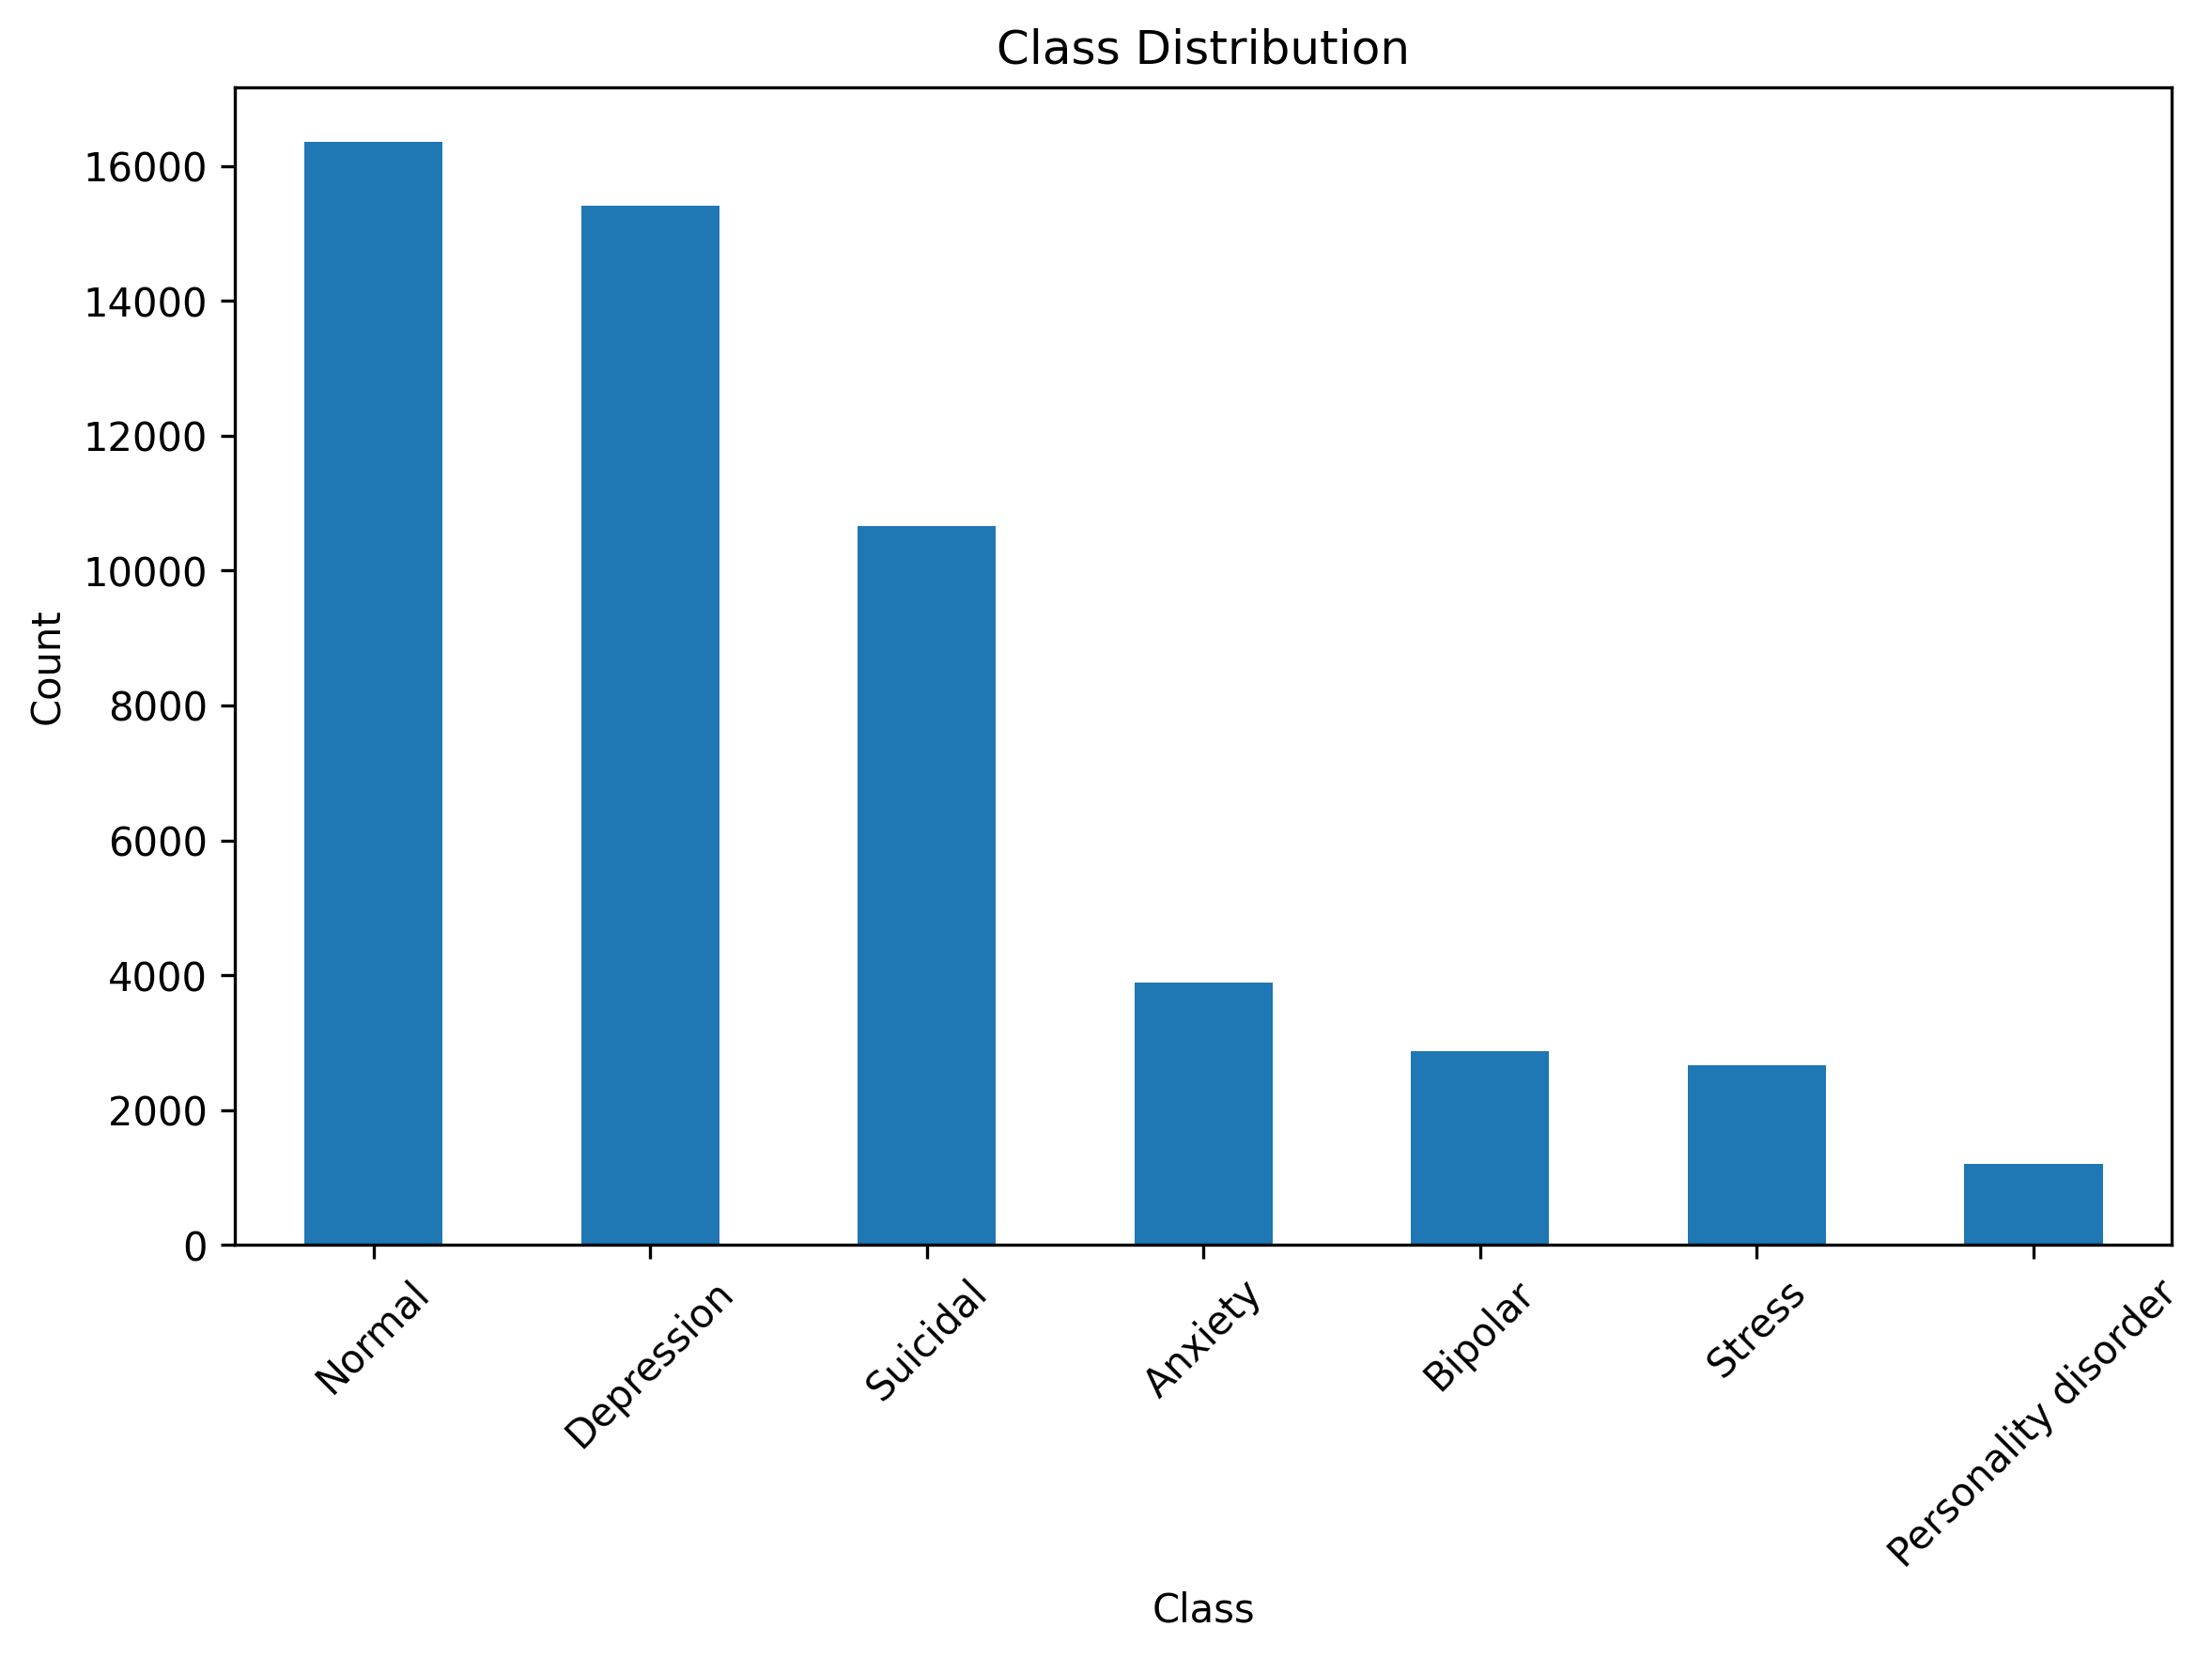 Class Distribution
Count
16000
14000
12000
10000
8000
6000
4000
2000
0
Normal
Depression
Suicidal
Anxiety
Bipolar
Stress
Personality disorder
Class